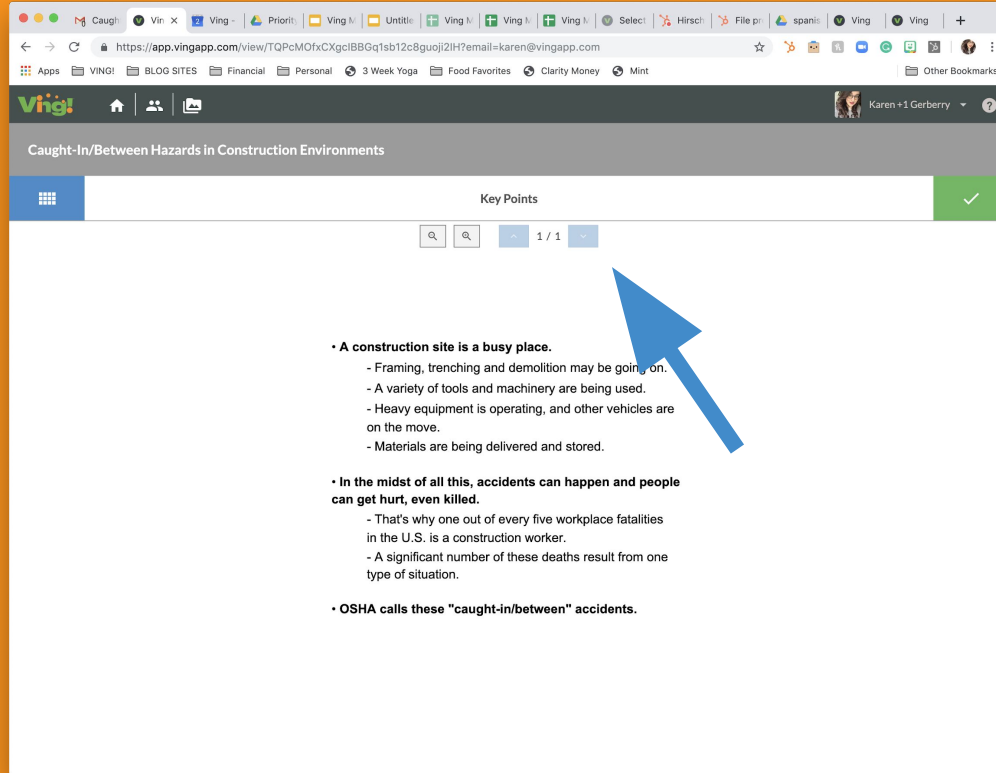 Caught
Vin
Ving -
Priority
Ving M
Untitle
Ving M
Ving M
Ving M
Select
Hirsch
File pr
spanis
Ving
Ving
https://app.vingapp.com/view/TQPcMOfxCXgclBBGq1sb12c8guoji2IH?email=karen@vingapp.com
Apps
VING!
BLOG SITES
Financial
Personal
3 Week Yoga
Food Favorites
Clarity Money
Mint
Other Bookmarks
Ving!
Karen +1 Gerberry
?
Caught-In/Between Hazards in Construction Environments
Key Points
1 / 1
• A construction site is a busy place.
- Framing, trenching and demolition may be going on.
- A variety of tools and machinery are being used.
- Heavy equipment is operating, and other vehicles are
on the move.
- Materials are being delivered and stored.
• In the midst of all this, accidents can happen and people
can get hurt, even killed.
- That's why one out of every five workplace fatalities
in the U.S. is a construction worker.
- A significant number of these deaths result from one
type of situation.
• OSHA calls these "caught-in/between" accidents.